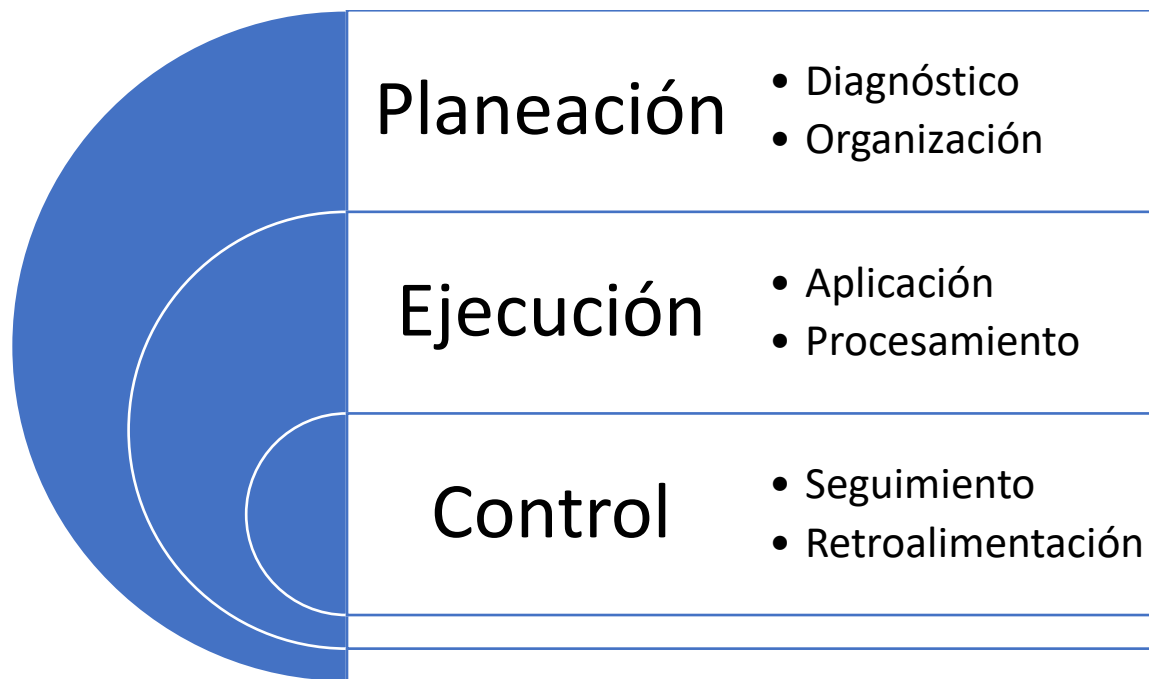 Planeación
• Diagnóstico
• Organización
Ejecución
• Aplicación
• Procesamiento
Control
• Seguimiento
• Retroalimentación